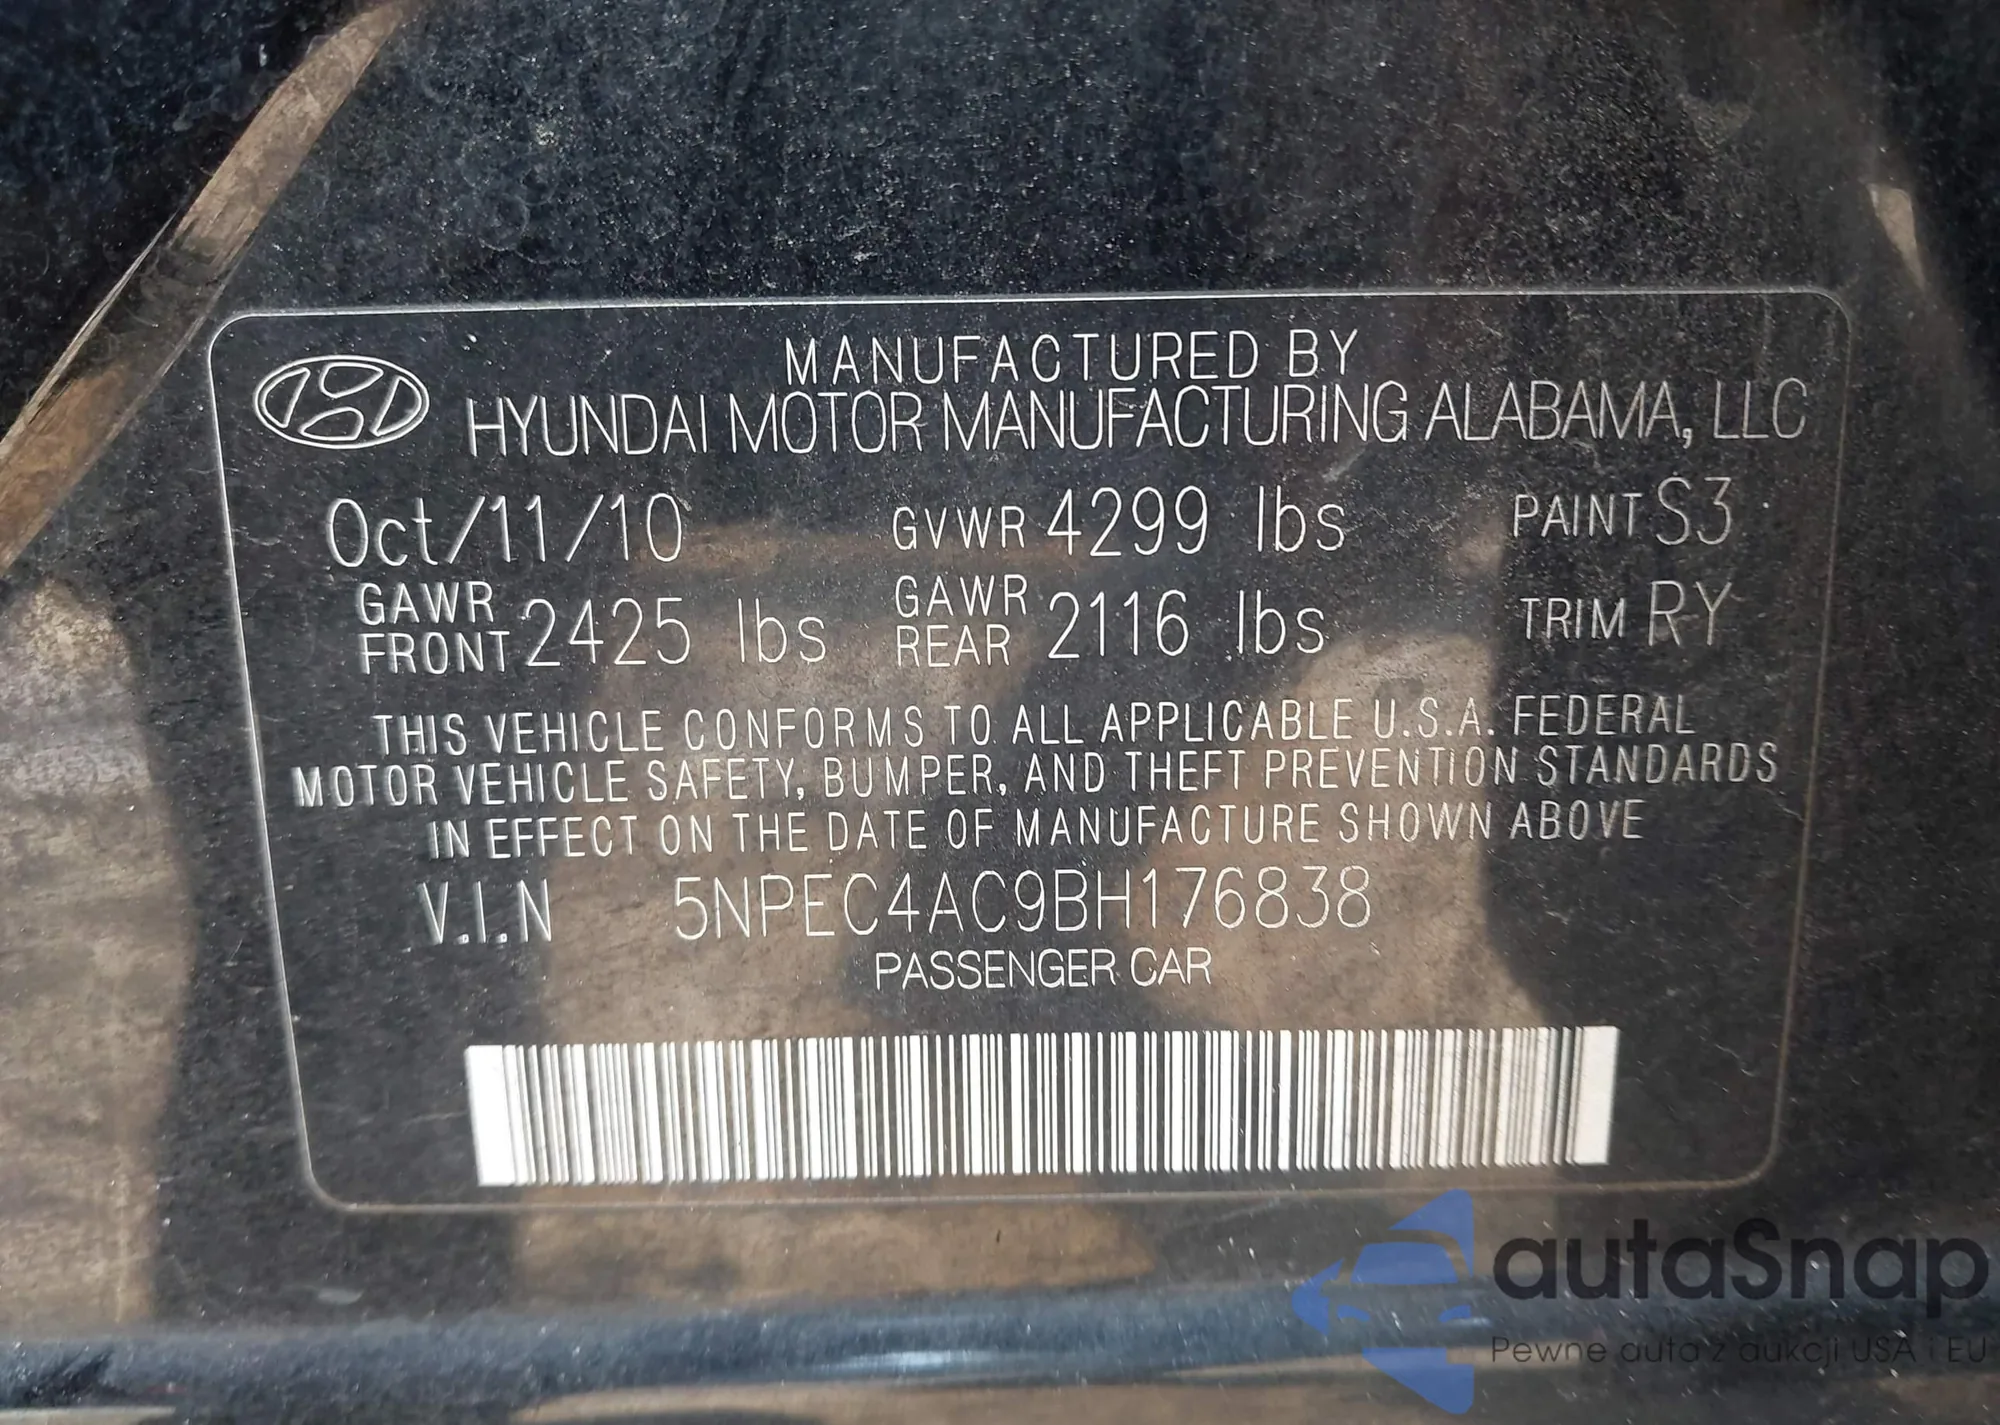 MANUFACTURED BY
HYUNDAI MOTOR MANUFACTURING ALABAMA, LLC
Oct/11/10 GVWR 4299 lbs PAINT S3
GAWR FRONT 2425 lbs GAWR REAR 2116 lbs TRIM RY
THIS VEHICLE CONFORMS TO ALL APPLICABLE U.S.A. FEDERAL
MOTOR VEHICLE SAFETY, BUMPER, AND THEFT PREVENTION STANDARDS
IN EFFECT ON THE DATE OF MANUFACTURE SHOWN ABOVE
V.I.N 5NPEC4AC9BH176838
PASSENGER CAR
autaSnap
Pewne auta z aukcji USA i EU